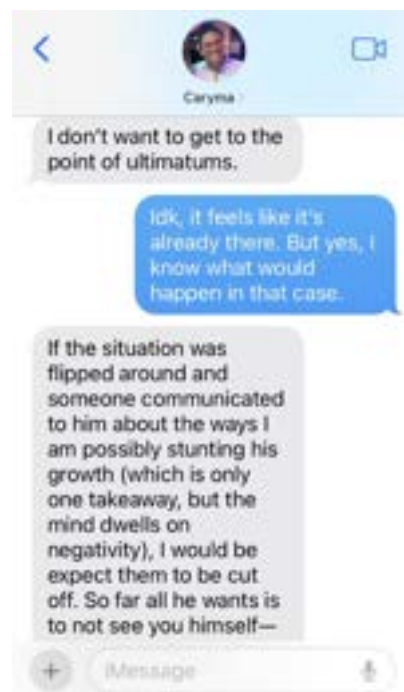 Caryma
I don't want to get to the
point of ultimatums.
Idk, it feels like it's
already there. But yes, I
know what would
happen in that case.
If the situation was
flipped around and
someone communicated
to him about the ways I
am possibly stunting his
growth (which is only
one takeaway, but the
mind dwells on
negativity), I would be
expect them to be cut
off. So far all he wants is
to not see you himself—
iMessage